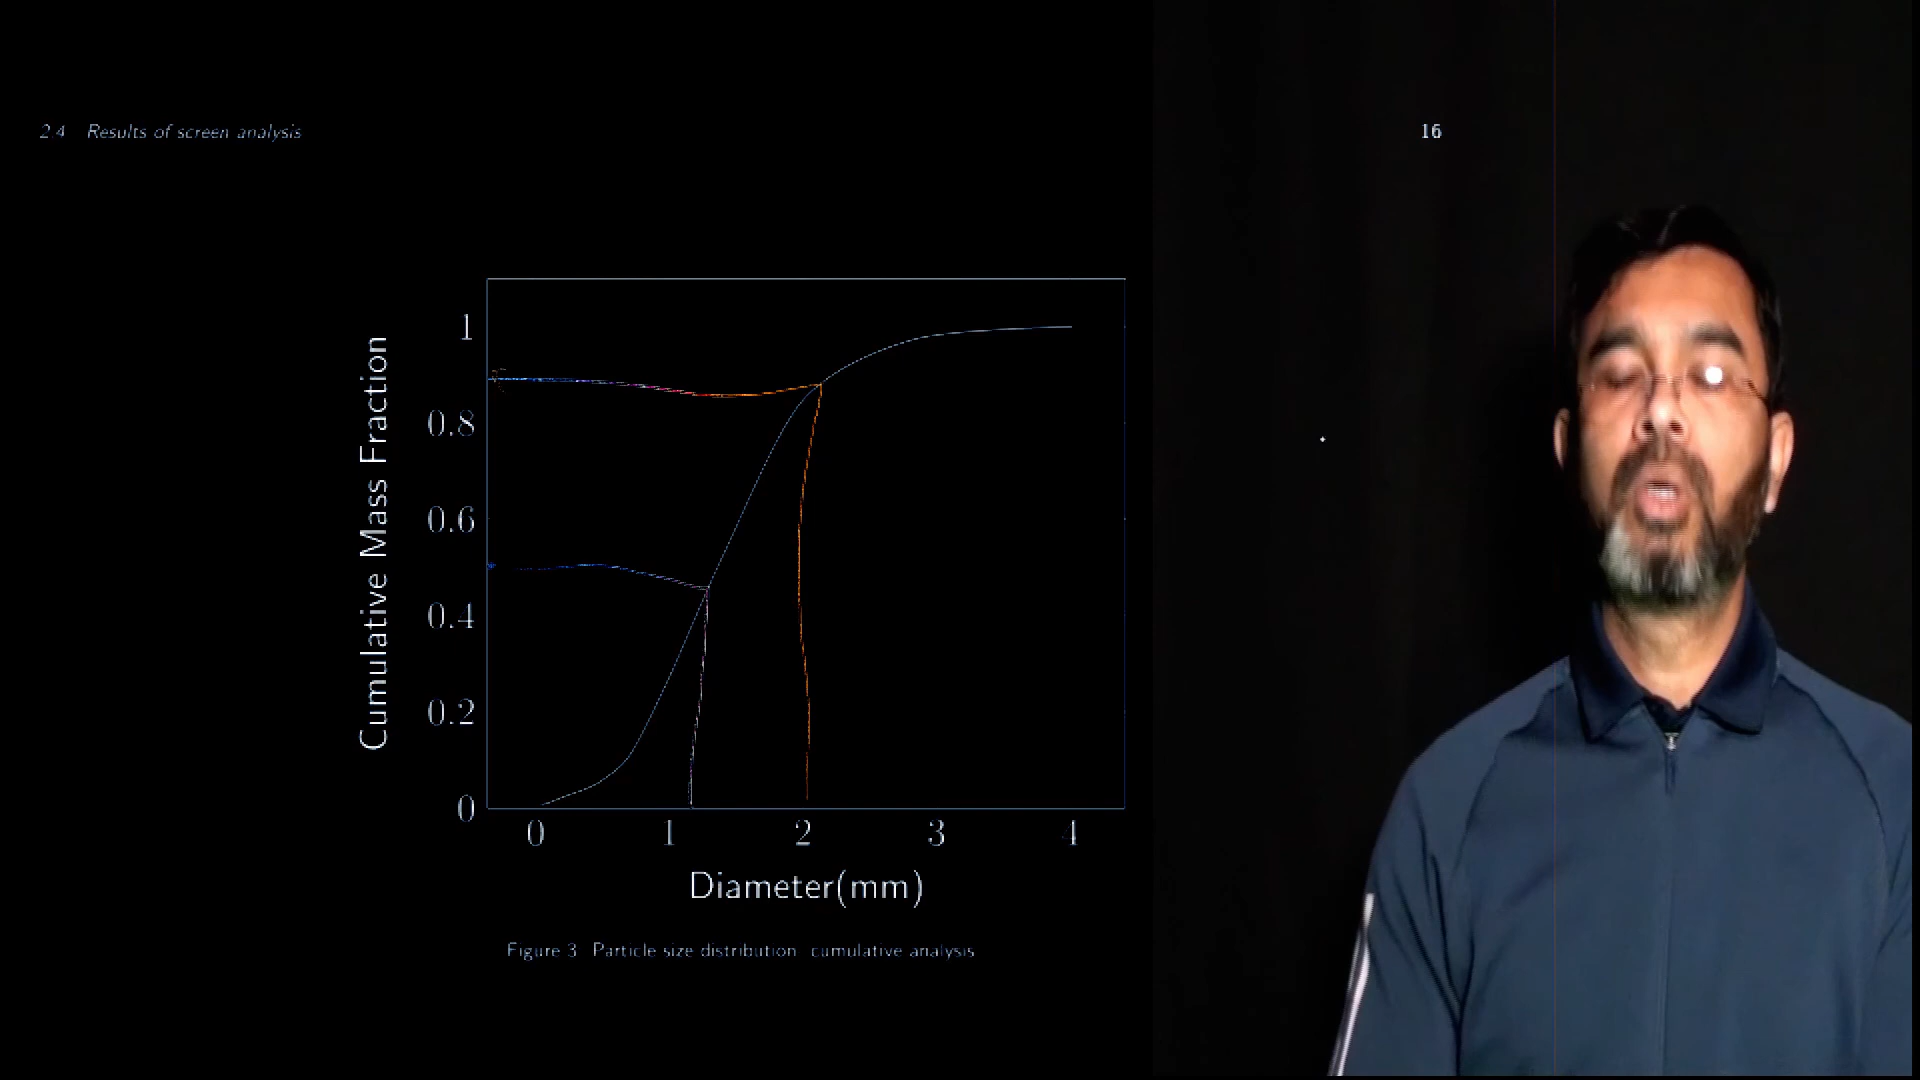 2.4 Results of screen analysis
16
Cumulative Mass Fraction
1
0.8
0.6
0.4
0.2
0
0 1 2 3 4
Diameter(mm)
Figure 3 Particle size distribution cumulative analysis